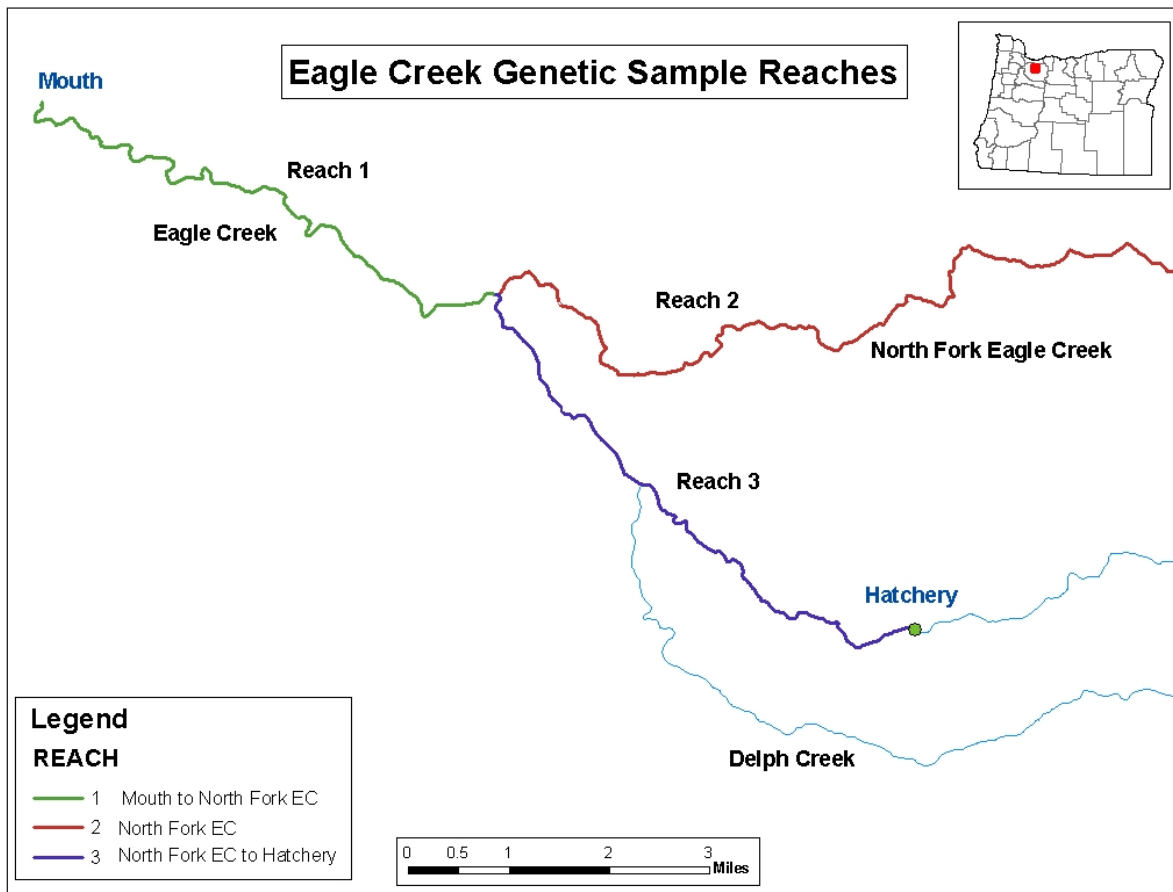 Eagle Creek Genetic Sample Reaches
Mouth
Reach 1
Eagle Creek
Reach 2
North Fork Eagle Creek
Reach 3
Hatchery
Delph Creek
Legend
REACH
1 Mouth to North Fork EC
2 North Fork EC
3 North Fork EC to Hatchery
0 0.5 1 2 3
Miles